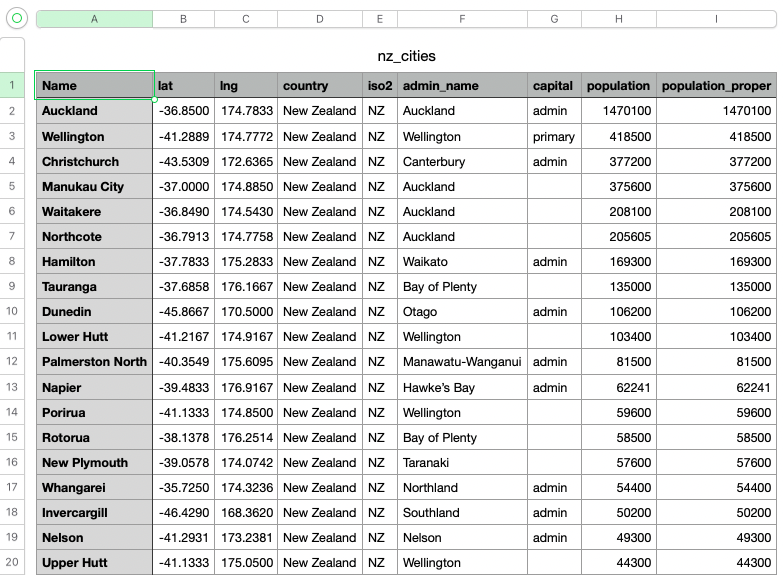 A B C D E F G H I
nz_cities
1 Name lat lng country iso2 admin_name capital population population_proper
2 Auckland -36.8500 174.7833 New Zealand NZ Auckland admin 1470100 1470100
3 Wellington -41.2889 174.7772 New Zealand NZ Wellington primary 418500 418500
4 Christchurch -43.5309 172.6365 New Zealand NZ Canterbury admin 377200 377200
5 Manukau City -37.0000 174.8850 New Zealand NZ Auckland 375600 375600
6 Waitakere -36.8490 174.5430 New Zealand NZ Auckland 208100 208100
7 Northcote -36.7913 174.7758 New Zealand NZ Auckland 205605 205605
8 Hamilton -37.7833 175.2833 New Zealand NZ Waikato admin 169300 169300
9 Tauranga -37.6858 176.1667 New Zealand NZ Bay of Plenty 135000 135000
10 Dunedin -45.8667 170.5000 New Zealand NZ Otago admin 106200 106200
11 Lower Hutt -41.2167 174.9167 New Zealand NZ Wellington 103400 103400
12 Palmerston North -40.3549 175.6095 New Zealand NZ Manawatu-Wanganui admin 81500 81500
13 Napier -39.4833 176.9167 New Zealand NZ Hawke’s Bay admin 62241 62241
14 Porirua -41.1333 174.8500 New Zealand NZ Wellington 59600 59600
15 Rotorua -38.1378 176.2514 New Zealand NZ Bay of Plenty 58500 58500
16 New Plymouth -39.0578 174.0742 New Zealand NZ Taranaki 57600 57600
17 Whangarei -35.7250 174.3236 New Zealand NZ Northland admin 54400 54400
18 Invercargill -46.4290 168.3620 New Zealand NZ Southland admin 50200 50200
19 Nelson -41.2931 173.2381 New Zealand NZ Nelson admin 49300 49300
20 Upper Hutt -41.1333 175.0500 New Zealand NZ Wellington 44300 44300